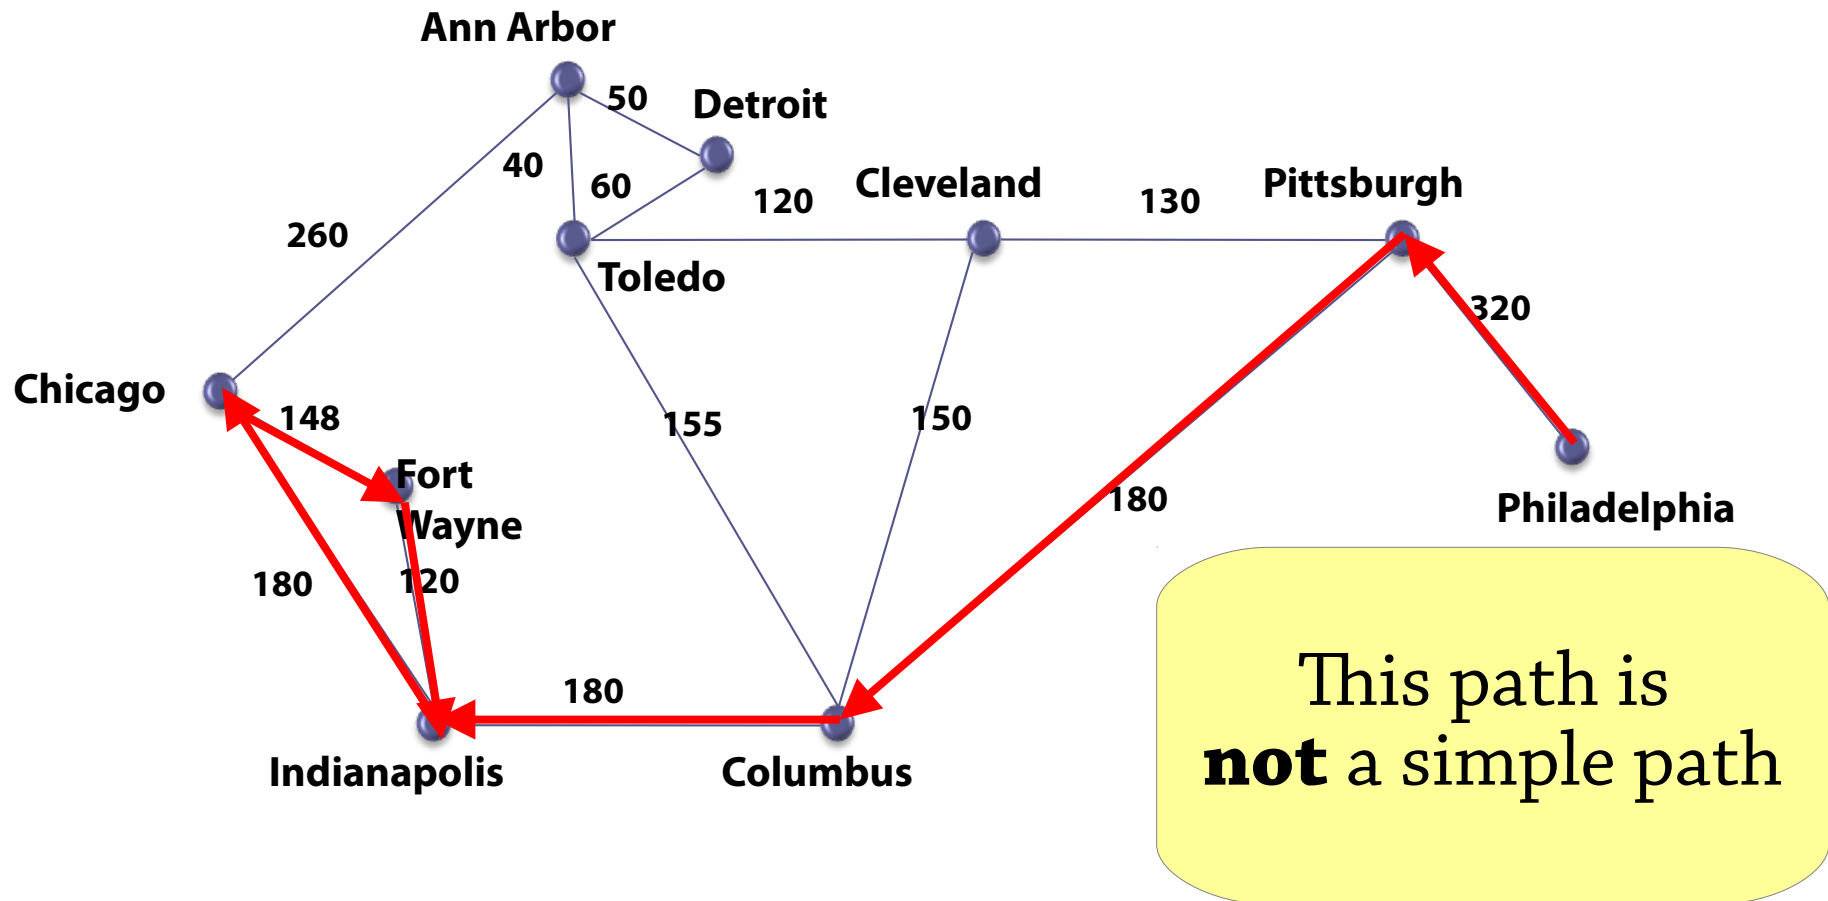 Ann Arbor
50
Detroit
40
60
120
Cleveland
130
Pittsburgh
260
Toledo
320
Chicago
148
155
150
Fort
Wayne
180
Philadelphia
180
120
180
Indianapolis
Columbus
This path is
not a simple path